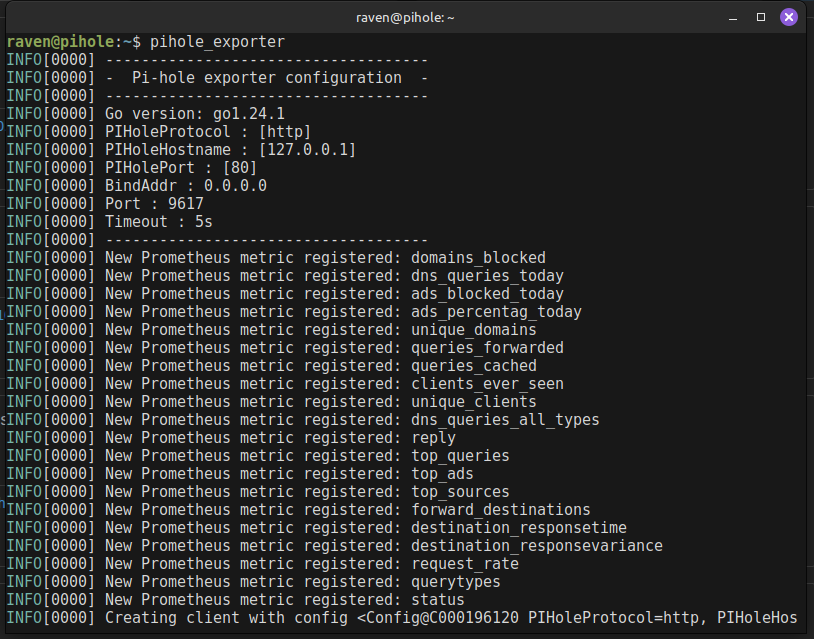 raven@pihole: ~
raven@pihole:~$ pihole_exporter
INFO[0000] ------------------------------------
INFO[0000] -  Pi-hole exporter configuration  -
INFO[0000] ------------------------------------
INFO[0000] Go version: go1.24.1
INFO[0000] PIHoleProtocol : [http]
INFO[0000] PIHoleHostname : [127.0.0.1]
INFO[0000] PIHolePort : [80]
INFO[0000] BindAddr : 0.0.0.0
INFO[0000] Port : 9617
INFO[0000] Timeout : 5s
INFO[0000] ------------------------------------
INFO[0000] New Prometheus metric registered: domains_blocked
INFO[0000] New Prometheus metric registered: dns_queries_today
INFO[0000] New Prometheus metric registered: ads_blocked_today
INFO[0000] New Prometheus metric registered: ads_percentag_today
INFO[0000] New Prometheus metric registered: unique_domains
INFO[0000] New Prometheus metric registered: queries_forwarded
INFO[0000] New Prometheus metric registered: queries_cached
INFO[0000] New Prometheus metric registered: clients_ever_seen
INFO[0000] New Prometheus metric registered: unique_clients
INFO[0000] New Prometheus metric registered: dns_queries_all_types
INFO[0000] New Prometheus metric registered: reply
INFO[0000] New Prometheus metric registered: top_queries
INFO[0000] New Prometheus metric registered: top_ads
INFO[0000] New Prometheus metric registered: top_sources
INFO[0000] New Prometheus metric registered: forward_destinations
INFO[0000] New Prometheus metric registered: destination_responsetime
INFO[0000] New Prometheus metric registered: destination_responsevariance
INFO[0000] New Prometheus metric registered: request_rate
INFO[0000] New Prometheus metric registered: querytypes
INFO[0000] New Prometheus metric registered: status
INFO[0000] Creating client with config <Config@C000196120 PIHoleProtocol=http, PIHoleHos